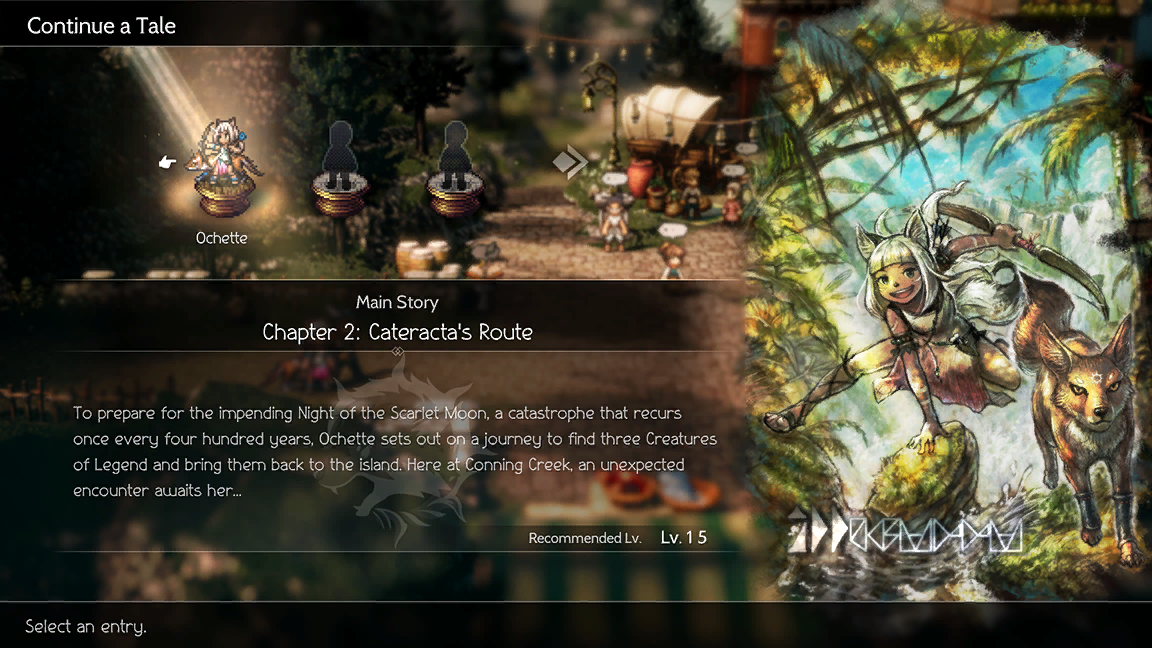 Continue a Tale
Ochette
Main Story
Chapter 2: Cateracta's Route
To prepare for the impending Night of the Scarlet Moon, a catastrophe that recurs
once every four hundred years, Ochette sets out on a journey to find three Creatures
of Legend and bring them back to the island. Here at Conning Creek, an unexpected
encounter awaits her...
Recommended Lv. Lv.15
Select an entry.